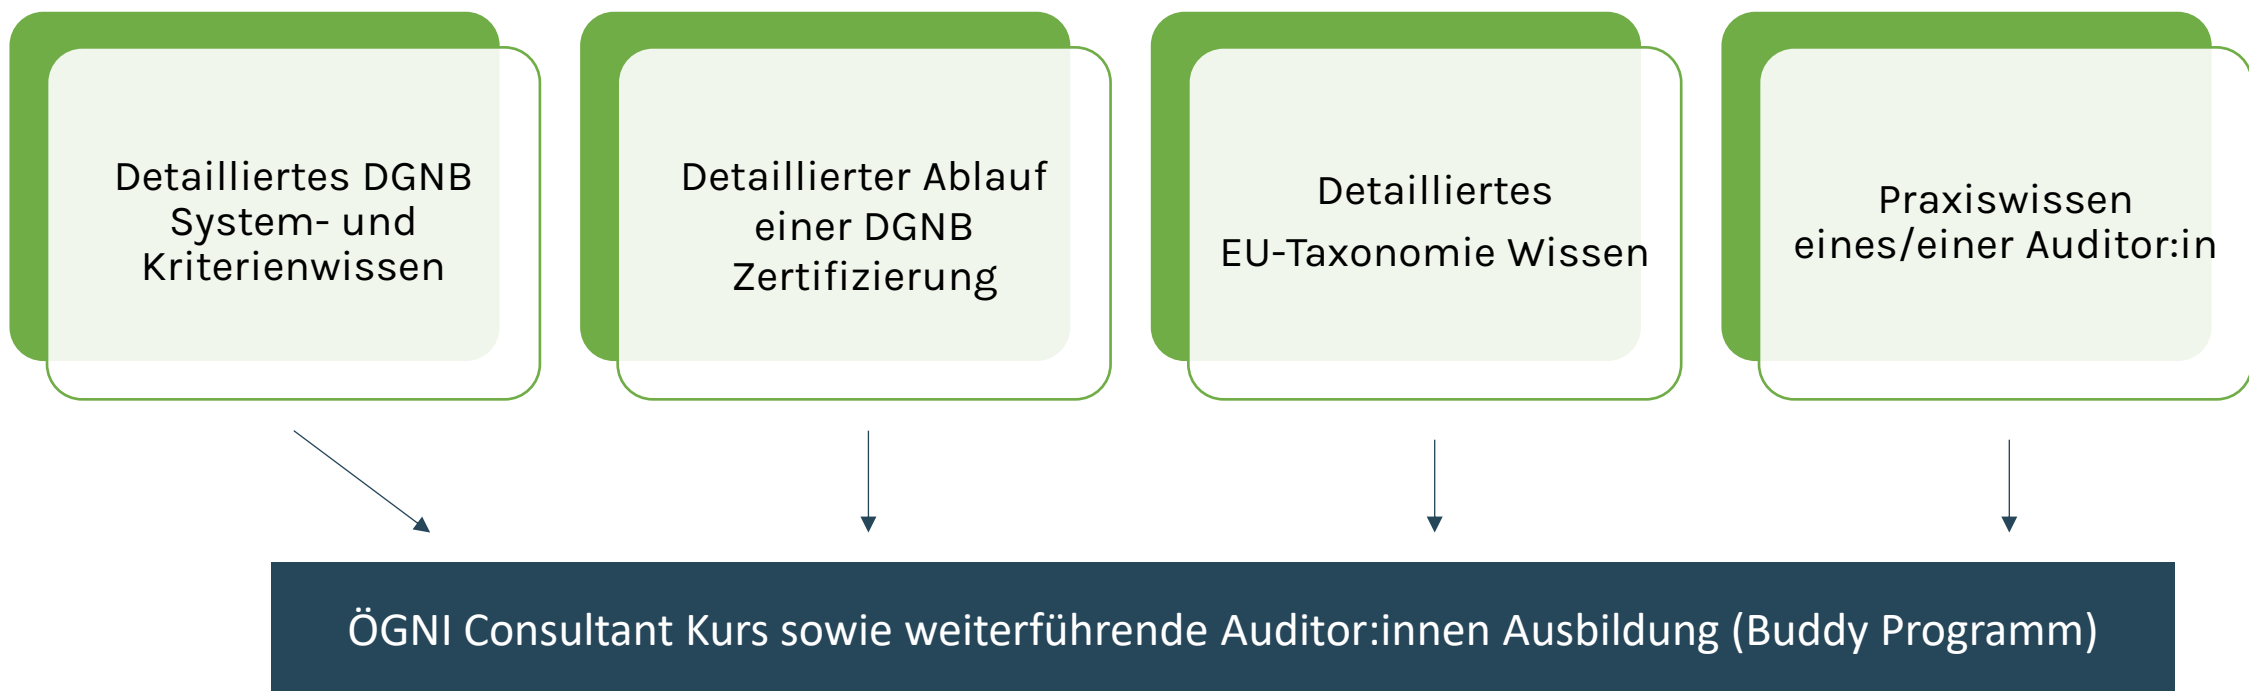 Detailliertes DGNB
System- und
Kriterienwissen
Detaillierter Ablauf
einer DGNB
Zertifizierung
Detailliertes
EU-Taxonomie Wissen
Praxiswissen
eines/einer Auditor:in
ÖGNI Consultant Kurs sowie weiterführende Auditor:innen Ausbildung (Buddy Programm)